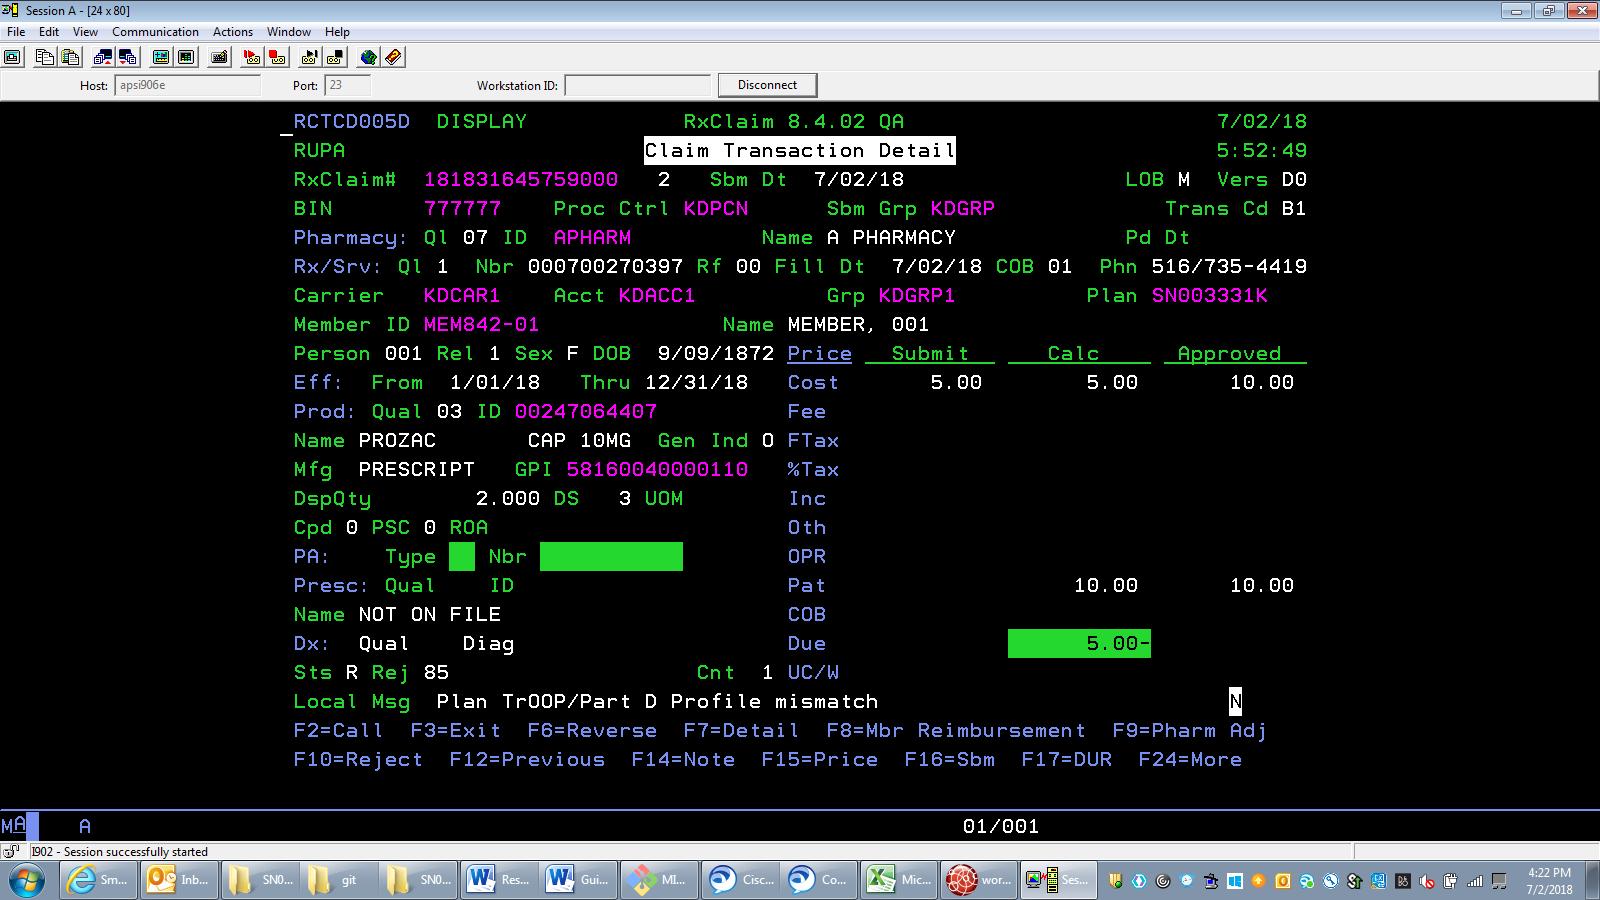 Session A - [24 x 80]
File Edit View Communication Actions Window Help
Host: apsi906e Port: 23 Workstation ID: Disconnect
RCTCD005D DISPLAY RxClaim 8.4.02 QA 7/02/18
RUPA Claim Transaction Detail 5:52:49
RxClaim# 181831645759000 2 Sbm Dt 7/02/18 LOB M Vers D0
BIN 777777 Proc Ctrl KDPCN Sbm Grp KDGRP Trans Cd B1
Pharmacy: Ql 07 ID APHARM Name A PHARMACY Pd Dt
Rx/Srv: Ql 1 Nbr 000700270397 Rf 00 Fill Dt 7/02/18 COB 01 Phn 516/735-4419
Carrier KDCAR1 Acct KDACC1 Grp KDGRP1 Plan SN003331K
Member ID MEM842-01 Name MEMBER, 001
Person 001 Rel 1 Sex F DOB 9/09/1872 Price Submit Calc Approved
Eff: From 1/01/18 Thru 12/31/18 Cost 5.00 5.00 10.00
Prod: Qual 03 ID 00247064407 Fee
Name PROZAC CAP 10MG Gen Ind O FTax
Mfg PRESCRIPT GPI 58160040000110 %Tax
DspQty 2.000 DS 3 UOM Inc
Cpd 0 PSC 0 ROA Oth
PA: Type Nbr OPR
Presc: Qual ID Pat 10.00 10.00
Name NOT ON FILE COB
Dx: Qual Diag Due 5.00-
Sts R Rej 85 Cnt 1 UC/W
Local Msg Plan TrOOP/Part D Profile mismatch N
F2=Call F3=Exit F6=Reverse F7=Detail F8=Mbr Reimbursement F9=Pharm Adj
F10=Reject F12=Previous F14=Note F15=Price F16=Sbm F17=DUR F24=More
MA A 01/001
I902 - Session successfully started
Sm... Inb... SN0... git SN0... Res... Gui... MI... Cisc... Co... Mic... wor... Ses... 4:22 PM
7/2/2018